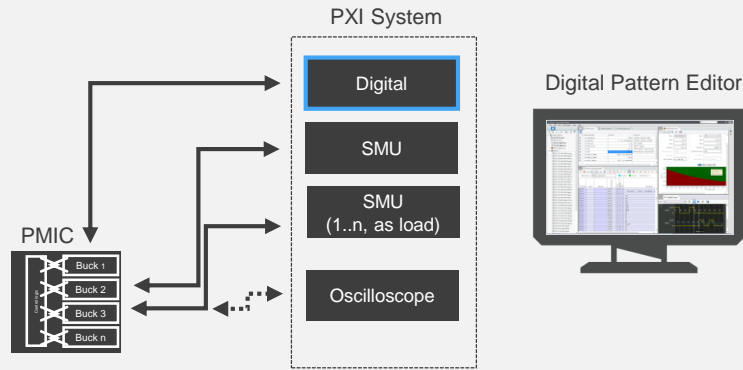 PXI System
Digital
SMU
SMU
(1..n, as load)
Oscilloscope
Digital Pattern Editor
PMIC
Buck 1
Buck 2
Buck 3
Buck n